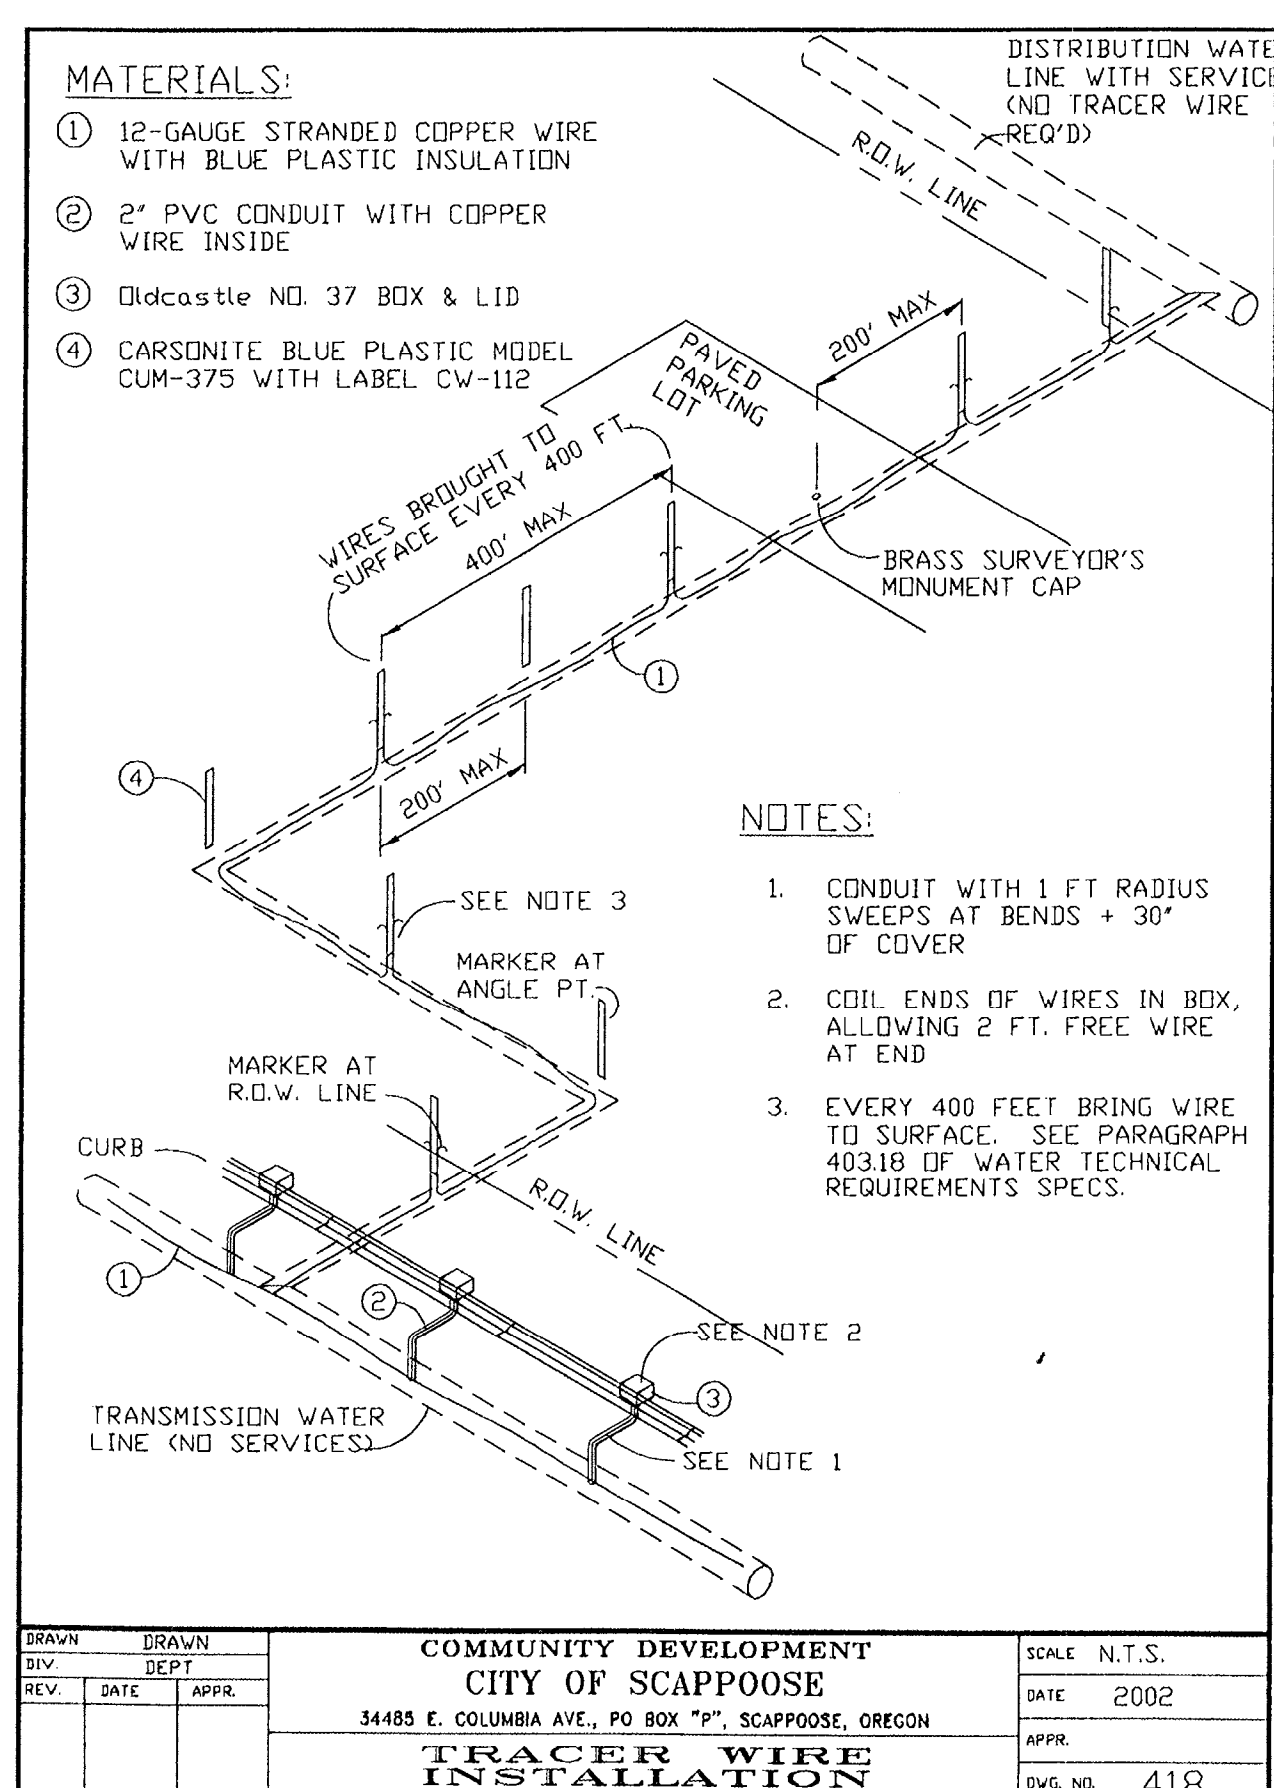 MATERIALS:
1 12-GAUGE STRANDED COPPER WIRE
WITH BLUE PLASTIC INSULATION
2 2" PVC CONDUIT WITH COPPER
WIRE INSIDE
3 Oldcastle NO. 37 BOX & LID
4 CARSONITE BLUE PLASTIC MODEL
CUM-375 WITH LABEL CW-112
DISTRIBUTION WATE
LINE WITH SERVICE
(NO TRACER WIRE
REQ'D)
R.O.W. LINE
200' MAX
PAVED
PARKING
LOT
WIRES BROUGHT TO
SURFACE EVERY 400 FT.
400' MAX
BRASS SURVEYOR'S
MONUMENT CAP
1
4
200' MAX
SEE NOTE 3
MARKER AT
ANGLE PT.
MARKER AT
R.O.W. LINE
CURB
R.O.W. LINE
1
2
SEE NOTE 2
3
TRANSMISSION WATER
LINE (NO SERVICES)
SEE NOTE 1
NOTES:
1. CONDUIT WITH 1 FT RADIUS
SWEEPS AT BENDS + 30"
OF COVER
2. COIL ENDS OF WIRES IN BOX,
ALLOWING 2 FT. FREE WIRE
AT END
3. EVERY 400 FEET BRING WIRE
TO SURFACE. SEE PARAGRAPH
403.18 OF WATER TECHNICAL
REQUIREMENTS SPECS.
DRAWN DRAWN
DIV. DEPT
REV. DATE APPR.
COMMUNITY DEVELOPMENT
CITY OF SCAPPOOSE
34485 E. COLUMBIA AVE., PO BOX "P", SCAPPOOSE, OREGON
TRACER WIRE
INSTALLATION
SCALE N.T.S.
DATE 2002
APPR.
DWG. NO. 418